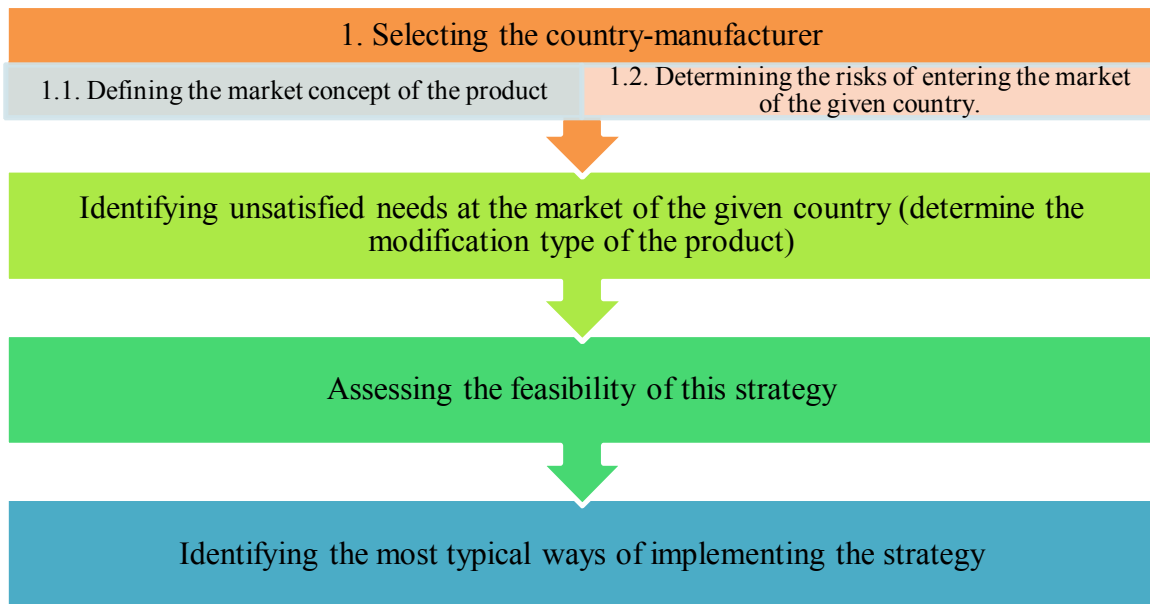 1. Selecting the country-manufacturer
1.1. Defining the market concept of the product
1.2. Determining the risks of entering the market
of the given country.
Identifying unsatisfied needs at the market of the given country (determine the
modification type of the product)
Assessing the feasibility of this strategy
Identifying the most typical ways of implementing the strategy